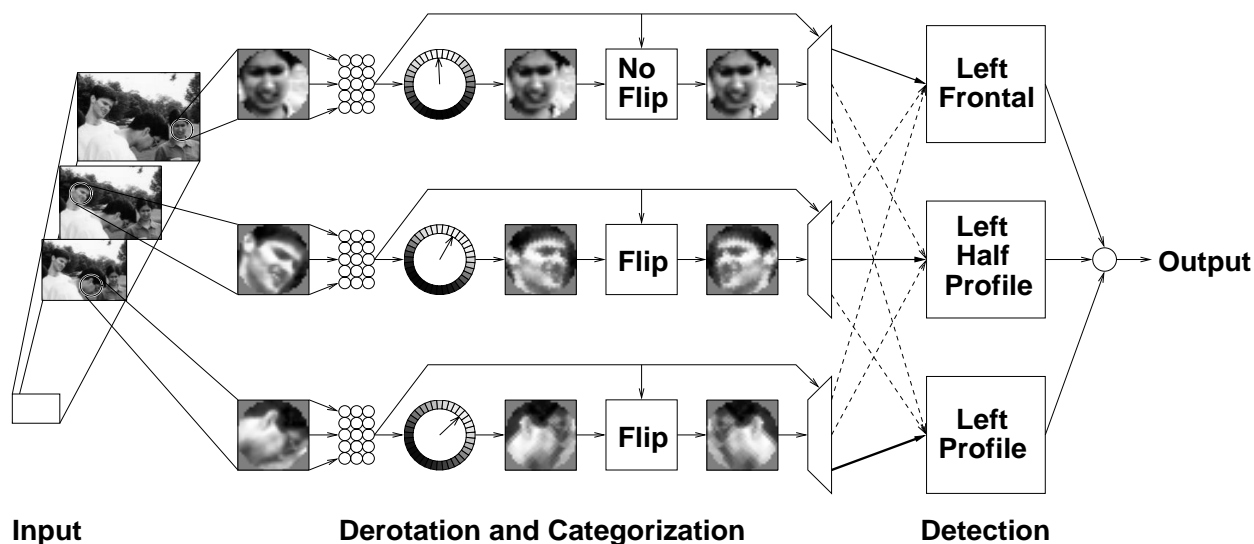 No
Flip
Left
Frontal
Flip
Left
Half
Profile
Output
Flip
Left
Profile
Input
Derotation and Categorization
Detection